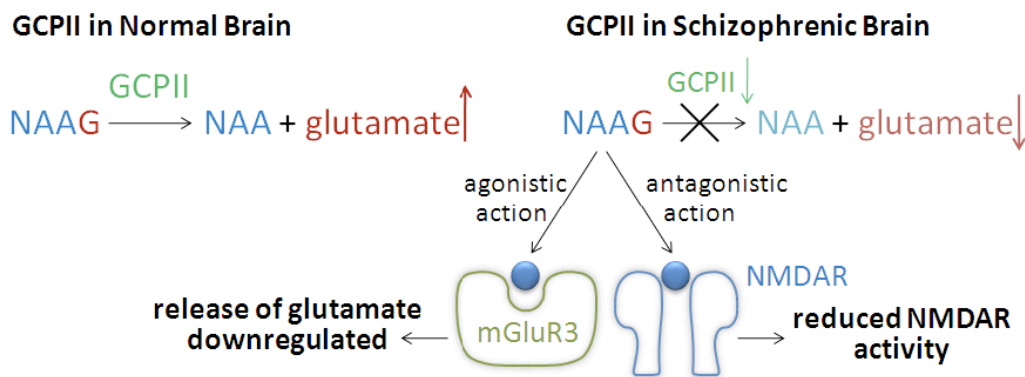 GCPII in Normal Brain
GCPII
NAAG → NAA + glutamate↑
GCPII in Schizophrenic Brain
GCPII↓
NAAG → NAA + glutamate↓
agonistic
action
antagonistic
action
NMDAR
mGluR3
release of glutamate
downregulated
reduced NMDAR
activity